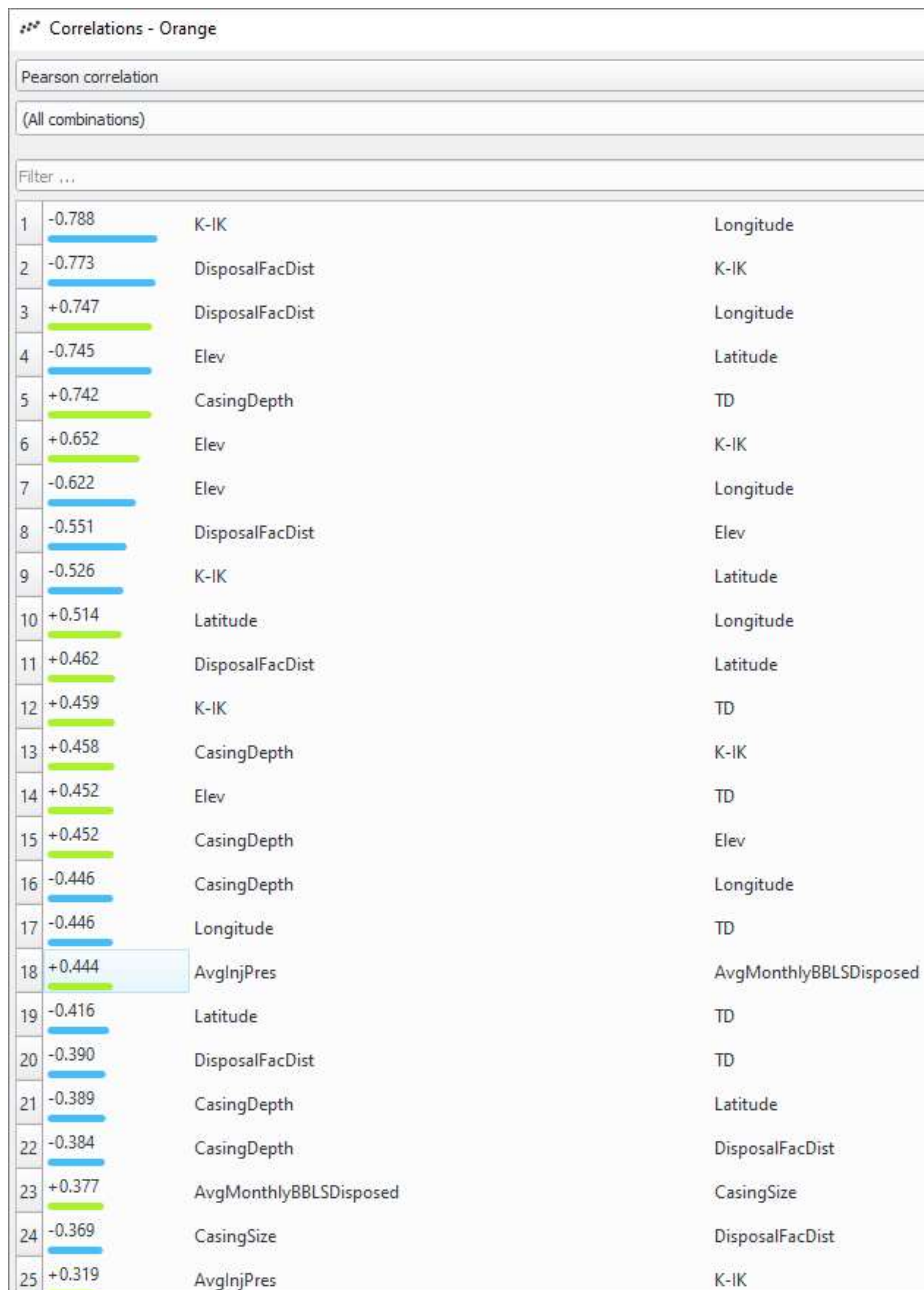 Correlations - Orange
Pearson correlation
(All combinations)
Filter ...
1 -0.788 K-IK Longitude
2 -0.773 DisposalFacDist K-IK
3 +0.747 DisposalFacDist Longitude
4 -0.745 Elev Latitude
5 +0.742 CasingDepth TD
6 +0.652 Elev K-IK
7 -0.622 Elev Longitude
8 -0.551 DisposalFacDist Elev
9 -0.526 K-IK Latitude
10 +0.514 Latitude Longitude
11 +0.462 DisposalFacDist Latitude
12 +0.459 K-IK TD
13 +0.458 CasingDepth K-IK
14 +0.452 Elev TD
15 +0.452 CasingDepth Elev
16 -0.446 CasingDepth Longitude
17 -0.446 Longitude TD
18 +0.444 AvgInjPres AvgMonthlyBBLSDisposed
19 -0.416 Latitude TD
20 -0.390 DisposalFacDist TD
21 -0.389 CasingDepth Latitude
22 -0.384 CasingDepth DisposalFacDist
23 +0.377 AvgMonthlyBBLSDisposed CasingSize
24 -0.369 CasingSize DisposalFacDist
25 +0.319 AvgInjPres K-IK